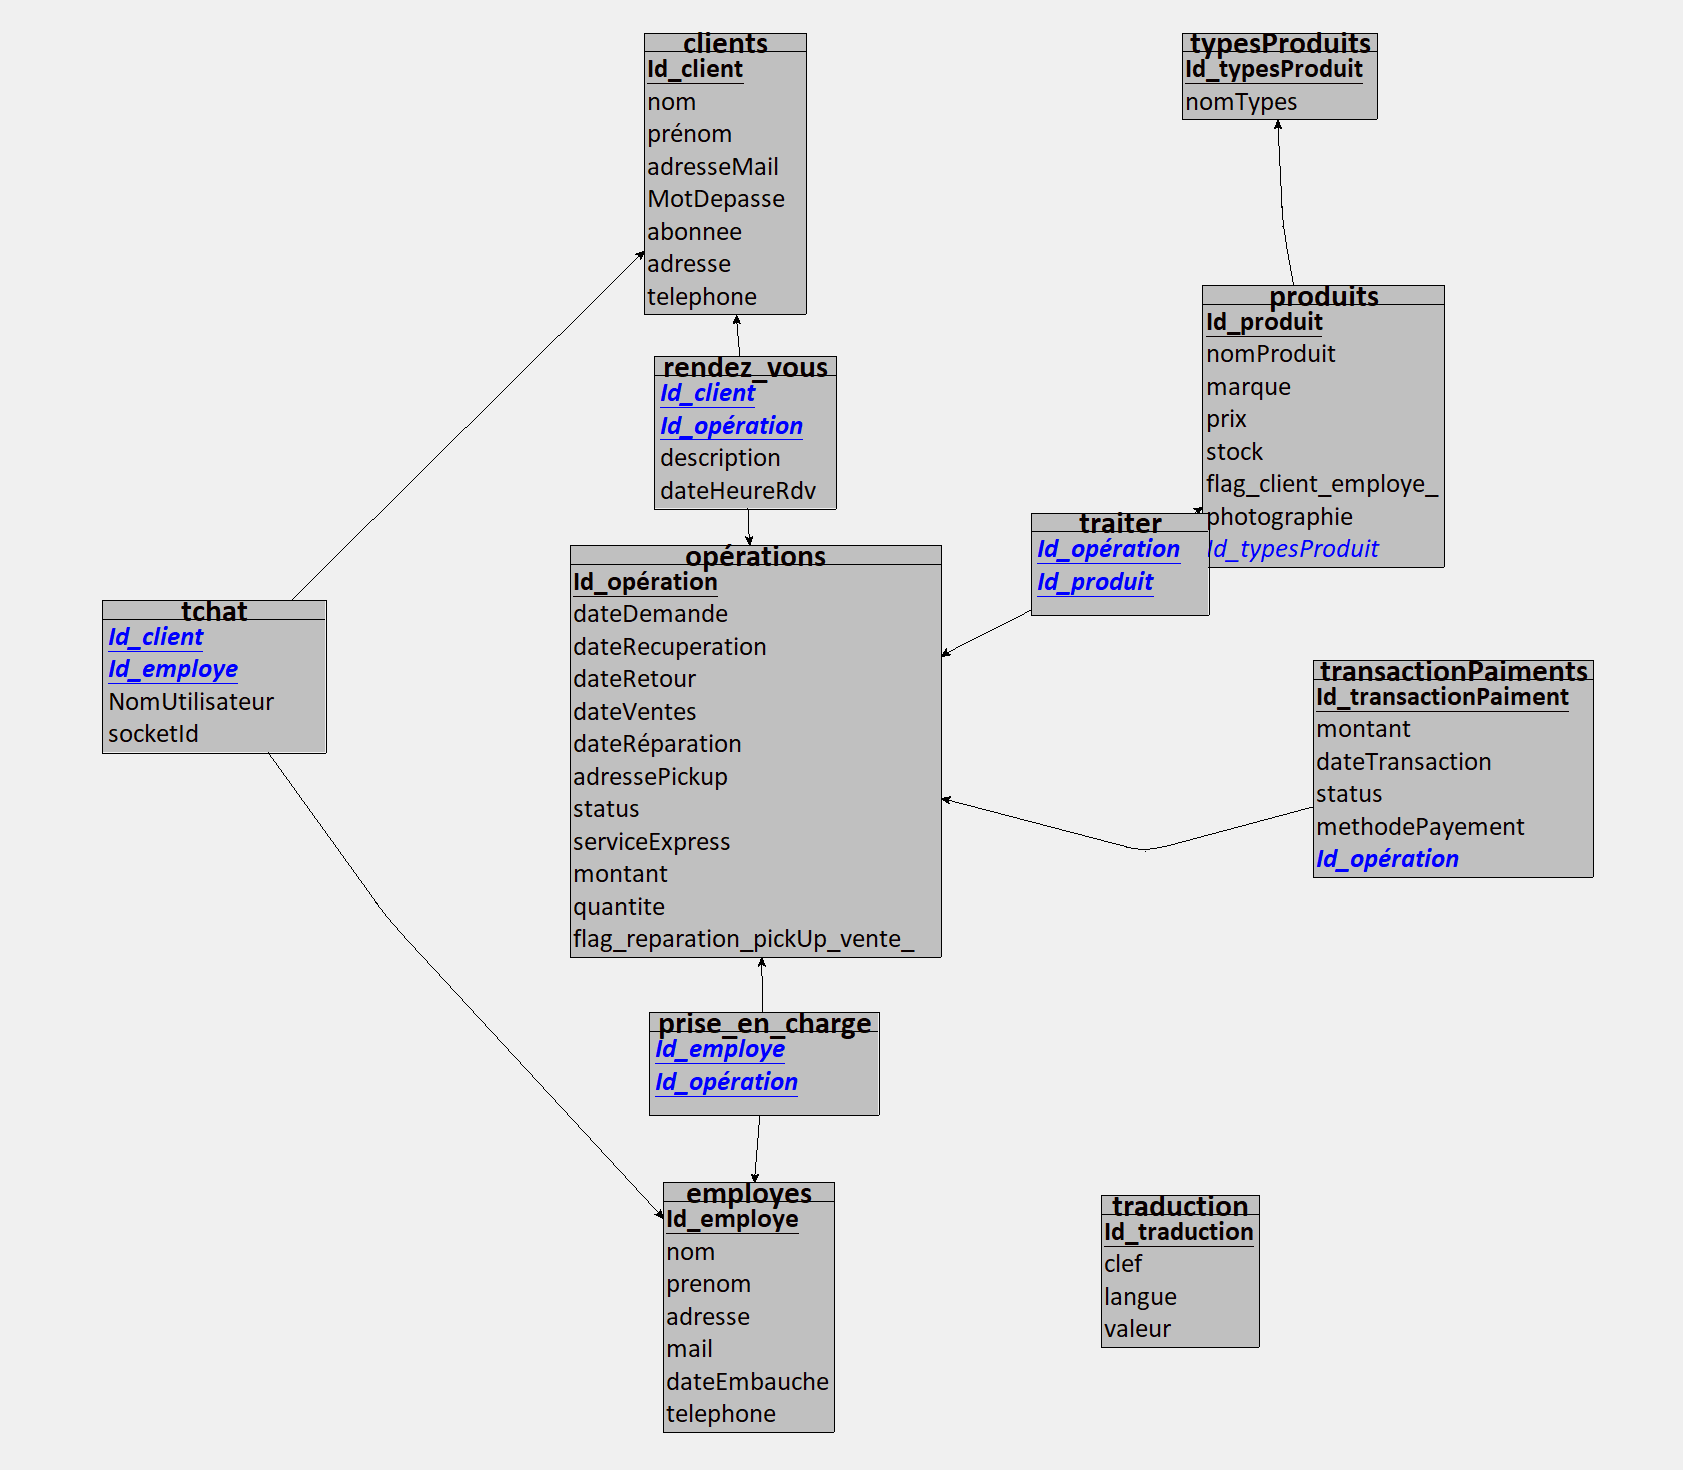 clients
Id_client
nom
prénom
adresseMail
MotDepasse
abonnee
adresse
telephone
typesProduits
Id_typesProduit
nomTypes
produits
Id_produit
nomProduit
marque
prix
stock
flag_client_employe_
photographie
Id_typesProduit
rendez_vous
Id_client
Id_opération
description
dateHeureRdv
traiter
Id_opération
Id_produit
opérations
Id_opération
dateDemande
dateRecuperation
dateRetour
dateVentes
dateRéparation
adressePickup
status
serviceExpress
montant
quantite
flag_reparation_pickUp_vente_
tchat
Id_client
Id_employe
NomUtilisateur
socketId
transactionPaiments
Id_transactionPaiment
montant
dateTransaction
status
methodePayement
Id_opération
prise_en_charge
Id_employe
Id_opération
employes
Id_employe
nom
prenom
adresse
mail
dateEmbauche
telephone
traduction
Id_traduction
clef
langue
valeur